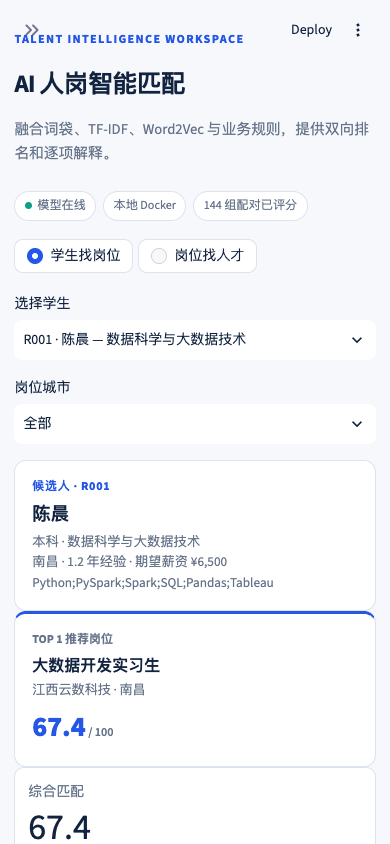 Deploy
TALENT INTELLIGENCE WORKSPACE
AI 人岗智能匹配
融合词袋、TF-IDF、Word2Vec 与业务规则，提供双向排
名和逐项解释。
模型在线 本地 Docker 144 组配对已评分
学生找岗位 岗位找人才
选择学生
R001 · 陈晨 — 数据科学与大数据技术
岗位城市
全部
候选人 · R001
陈晨
本科 · 数据科学与大数据技术
南昌 · 1.2 年经验 · 期望薪资 ¥6,500
Python;PySpark;Spark;SQL;Pandas;Tableau
TOP 1 推荐岗位
大数据开发实习生
江西云数科技 · 南昌
67.4 / 100
综合匹配
67.4